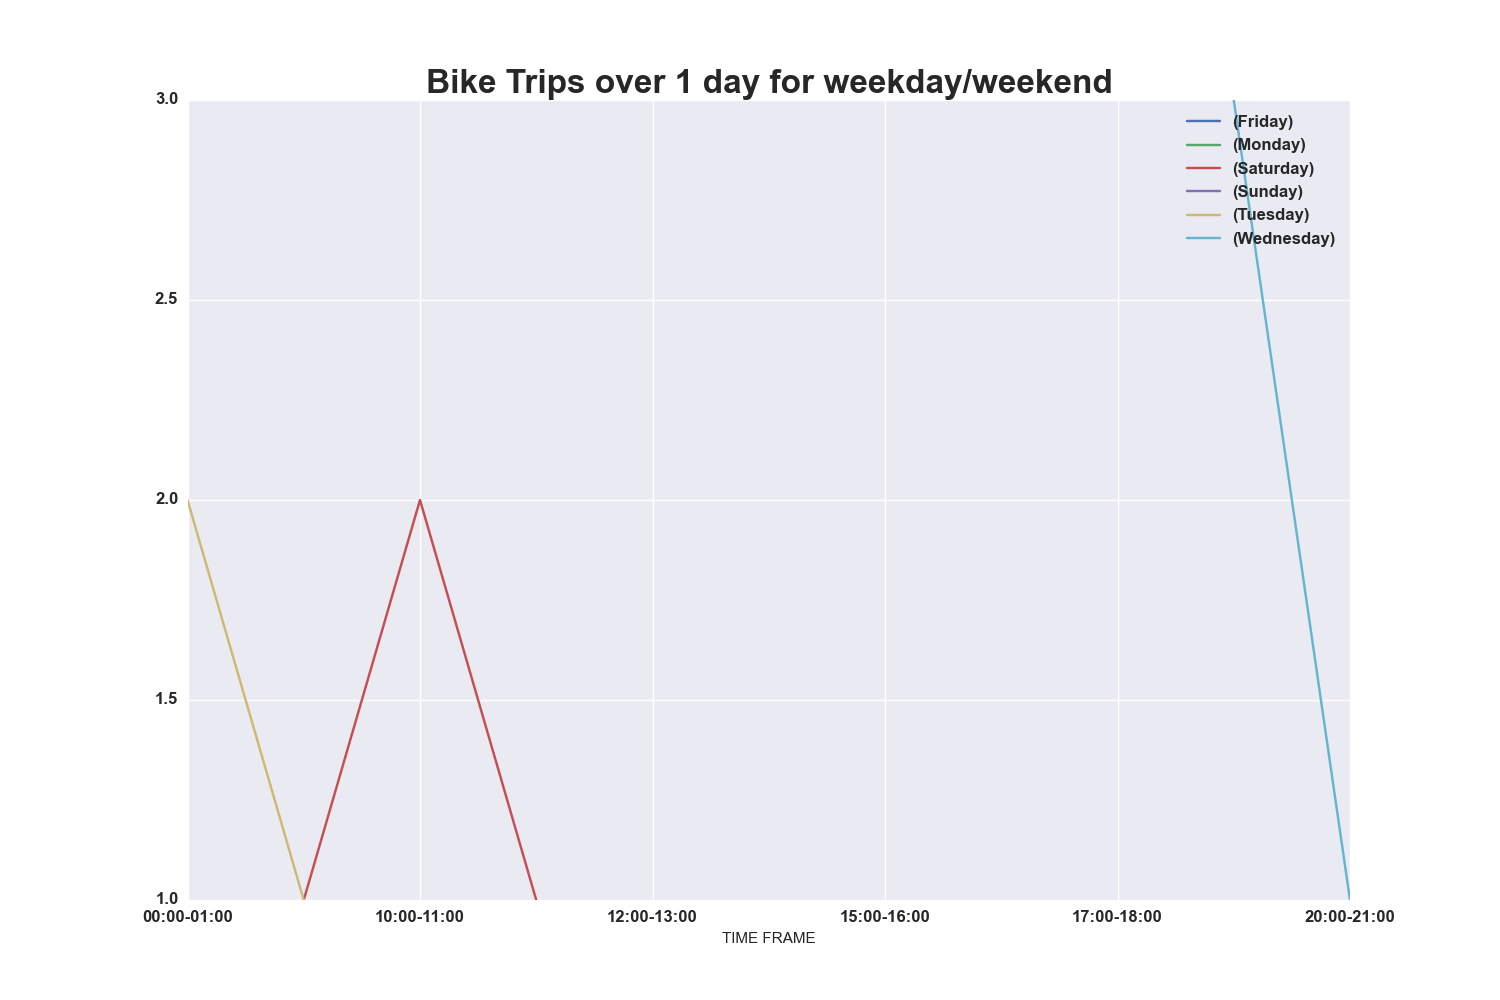 Bike Trips over 1 day for weekday/weekend
3.0
2.5
2.0
1.5
1.0
(Friday)
(Monday)
(Saturday)
(Sunday)
(Tuesday)
(Wednesday)
00:00-01:00 10:00-11:00 12:00-13:00 15:00-16:00 17:00-18:00 20:00-21:00
TIME FRAME